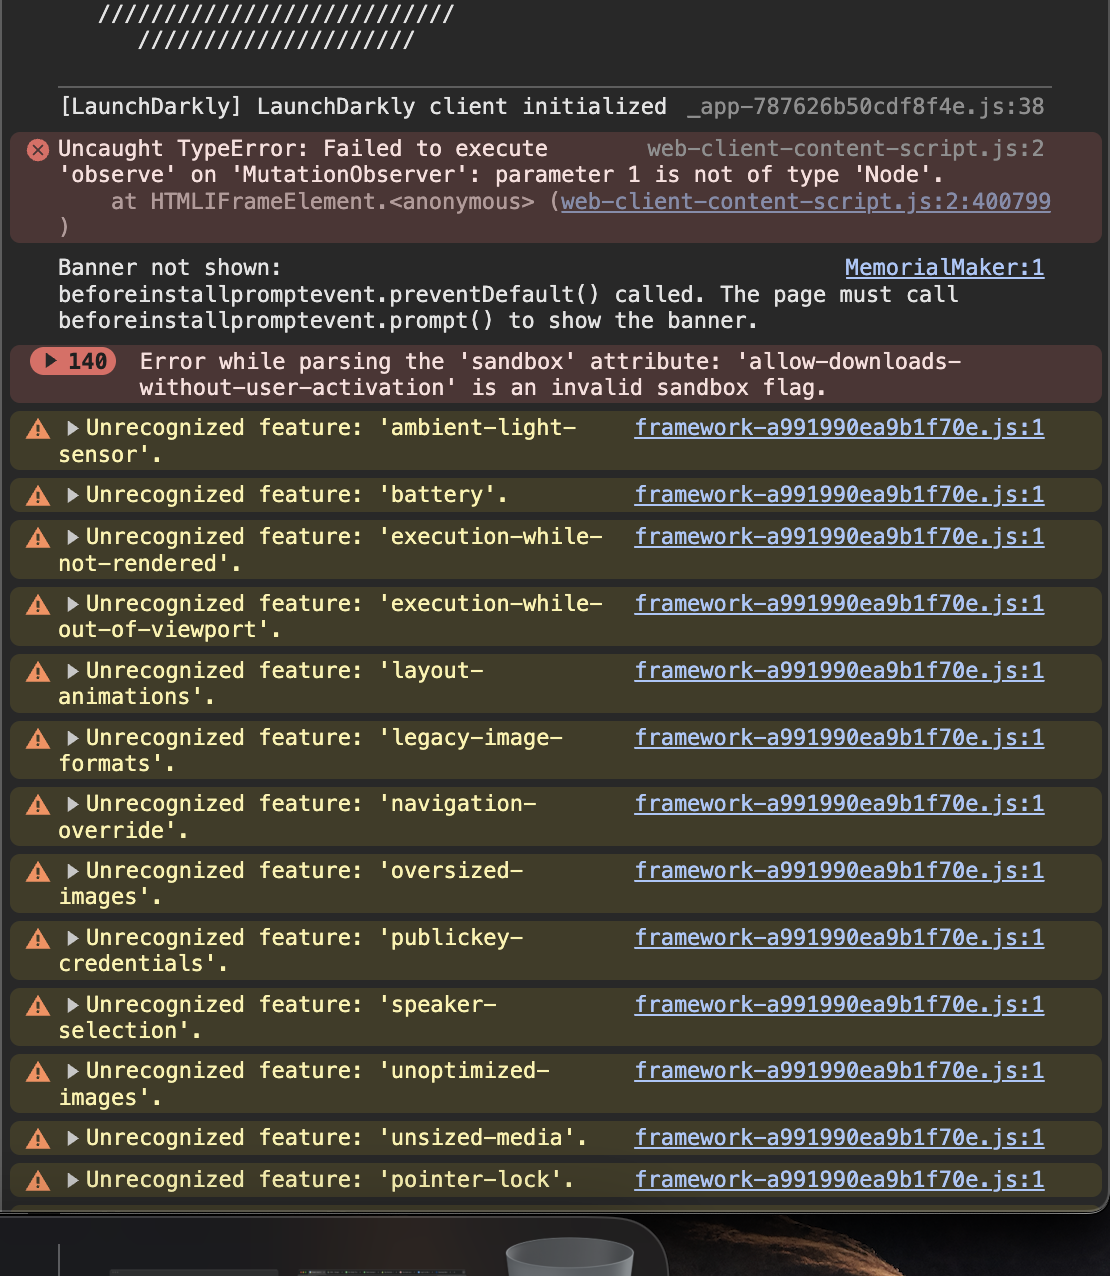 ///////////////////////////
/////////////////////
[LaunchDarkly] LaunchDarkly client initialized _app-787626b50cdf8f4e.js:38
Uncaught TypeError: Failed to execute web-client-content-script.js:2
'observe' on 'MutationObserver': parameter 1 is not of type 'Node'.
at HTMLIFrameElement.<anonymous> (web-client-content-script.js:2:400799
)
Banner not shown: MemorialMaker:1
beforeinstallpromptevent.preventDefault() called. The page must call
beforeinstallpromptevent.prompt() to show the banner.
140 Error while parsing the 'sandbox' attribute: 'allow-downloads-
without-user-activation' is an invalid sandbox flag.
Unrecognized feature: 'ambient-light- framework-a991990ea9b1f70e.js:1
sensor'.
Unrecognized feature: 'battery'. framework-a991990ea9b1f70e.js:1
Unrecognized feature: 'execution-while- framework-a991990ea9b1f70e.js:1
not-rendered'.
Unrecognized feature: 'execution-while- framework-a991990ea9b1f70e.js:1
out-of-viewport'.
Unrecognized feature: 'layout- framework-a991990ea9b1f70e.js:1
animations'.
Unrecognized feature: 'legacy-image- framework-a991990ea9b1f70e.js:1
formats'.
Unrecognized feature: 'navigation- framework-a991990ea9b1f70e.js:1
override'.
Unrecognized feature: 'oversized- framework-a991990ea9b1f70e.js:1
images'.
Unrecognized feature: 'publickey- framework-a991990ea9b1f70e.js:1
credentials'.
Unrecognized feature: 'speaker- framework-a991990ea9b1f70e.js:1
selection'.
Unrecognized feature: 'unoptimized- framework-a991990ea9b1f70e.js:1
images'.
Unrecognized feature: 'unsized-media'. framework-a991990ea9b1f70e.js:1
Unrecognized feature: 'pointer-lock'. framework-a991990ea9b1f70e.js:1